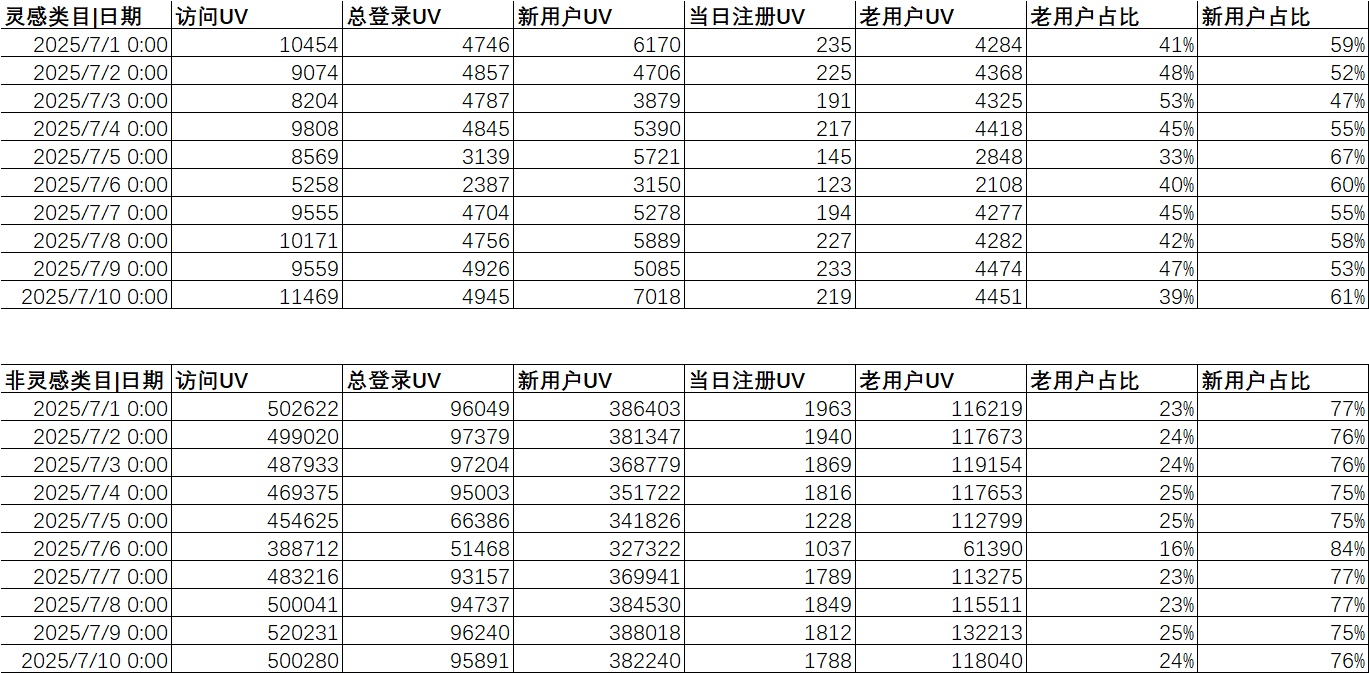 灵感类目|日期 访问UV 总登录UV 新用户UV 当日注册UV 老用户UV 老用户占比 新用户占比
2025/7/1 0:00 10454 4746 6170 235 4284 41% 59%
2025/7/2 0:00 9074 4857 4706 225 4368 48% 52%
2025/7/3 0:00 8204 4787 3879 191 4325 53% 47%
2025/7/4 0:00 9808 4845 5390 217 4418 45% 55%
2025/7/5 0:00 8569 3139 5721 145 2848 33% 67%
2025/7/6 0:00 5258 2387 3150 123 2108 40% 60%
2025/7/7 0:00 9555 4704 5278 194 4277 45% 55%
2025/7/8 0:00 10171 4756 5889 227 4282 42% 58%
2025/7/9 0:00 9559 4926 5085 233 4474 47% 53%
2025/7/10 0:00 11469 4945 7018 219 4451 39% 61%
非灵感类目|日期 访问UV 总登录UV 新用户UV 当日注册UV 老用户UV 老用户占比 新用户占比
2025/7/1 0:00 502622 96049 386403 1963 116219 23% 77%
2025/7/2 0:00 499020 97379 381347 1940 117673 24% 76%
2025/7/3 0:00 487933 97204 368779 1869 119154 24% 76%
2025/7/4 0:00 469375 95003 351722 1816 117653 25% 75%
2025/7/5 0:00 454625 66386 341826 1228 112799 25% 75%
2025/7/6 0:00 388712 51468 327322 1037 61390 16% 84%
2025/7/7 0:00 483216 93157 369941 1789 113275 23% 77%
2025/7/8 0:00 500041 94737 384530 1849 115511 23% 77%
2025/7/9 0:00 520231 96240 388018 1812 132213 25% 75%
2025/7/10 0:00 500280 95891 382240 1788 118040 24% 76%